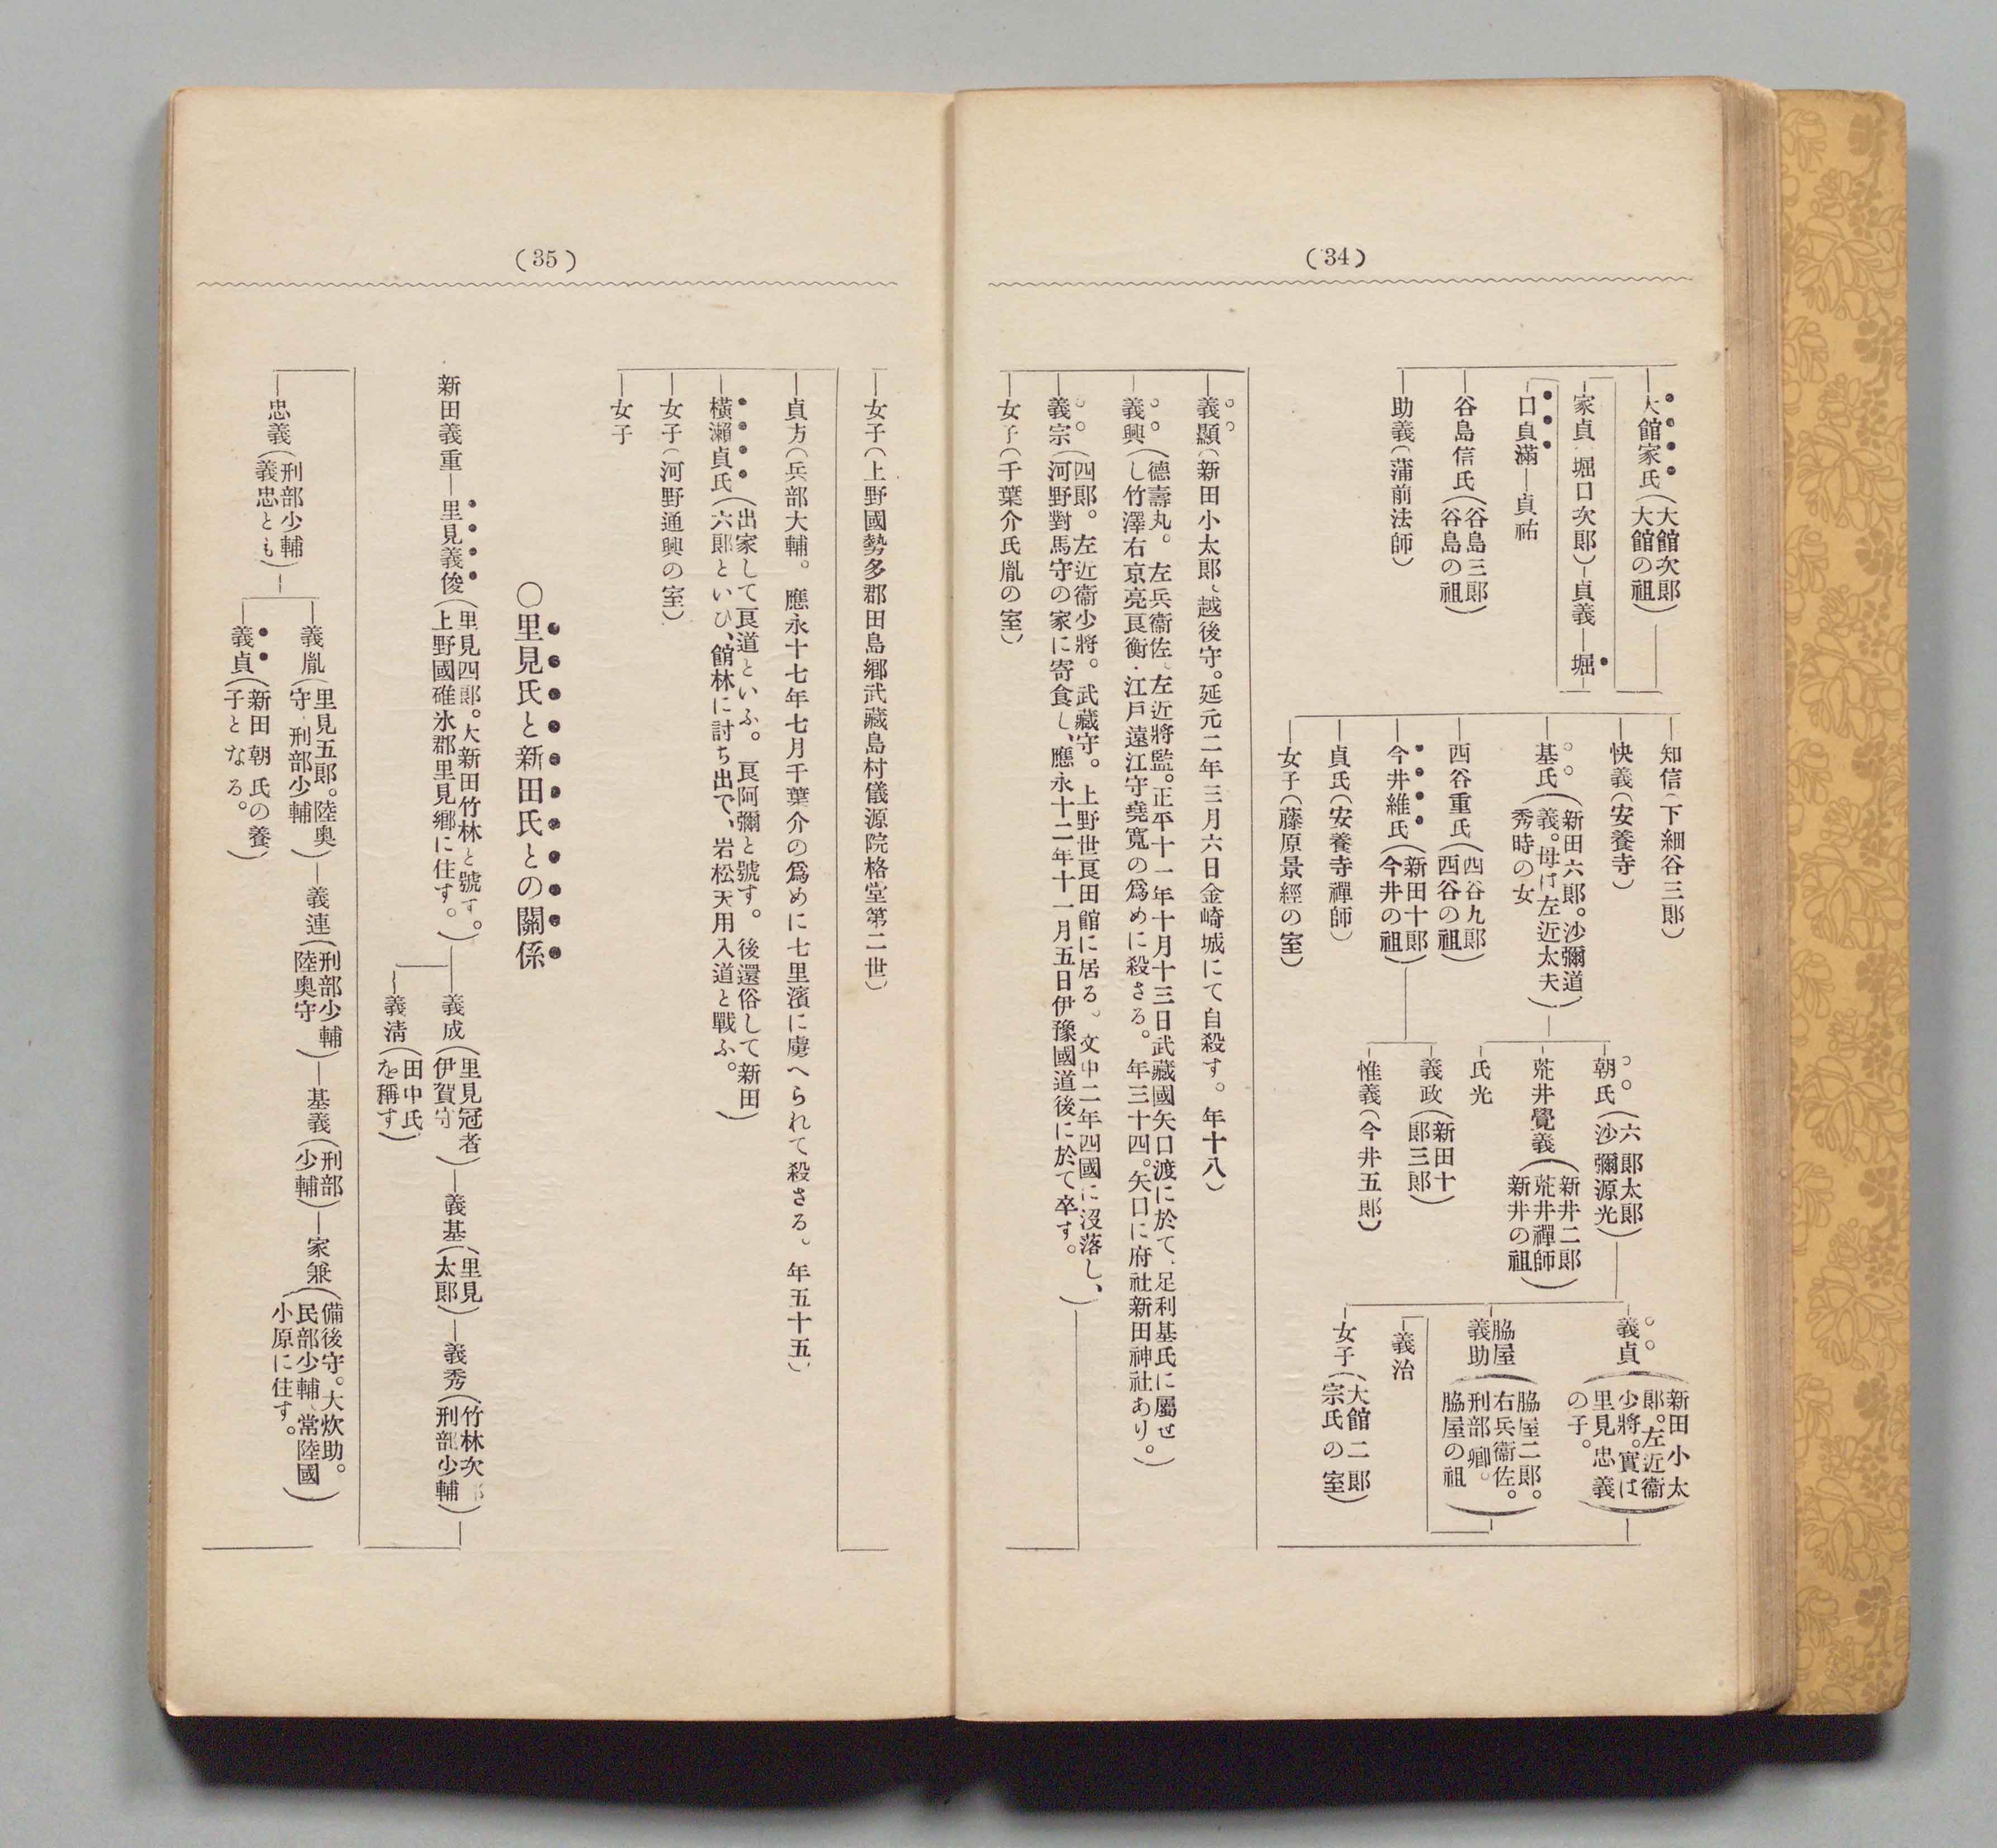 (34)
大館家氏(大館次郎
大館の祖)
家貞(堀口次郎)—貞義—堀
口貞滿—貞祐
谷島信氏(谷島三郎
谷島の祖)
助義(蒲前法師)
知信(下細谷三郎)
快義(安養寺)
基氏(新田六郎。沙彌道
義。母は左近太夫
秀時の女)
西谷重氏(西谷九郎
西谷の祖)
今井維氏(新田十郎
今井の祖)
貞氏(安養寺禪師)
女子(藤原景經の室)
朝氏(六郎太郎
沙彌源光)
荒井覺義(新井二郎
荒井禪師
新井の祖)
氏光
義政(新田十
郎三郎)
惟義(今井五郎)
義貞(新田小太
郎。左近衞
少將。實は
里見忠義
の子。)
脇屋
義助(脇屋二郎。
右兵衞佐。
刑部卿。
脇屋の祖)
義治
女子(大館二郎
宗氏の室)
義顯(新田小太郎、越後守。延元二年三月六日金崎城にて自殺す。年十八)
義興(德壽丸。左兵衞佐、左近將監。正平十一年十月十三日武藏國矢口渡に於て、足利基氏に屬せ
し竹澤右京亮良衡・江戸遠江守堯寬の爲めに殺さる。年三十四。矢口に府社新田神社あり。)
義宗(四郎。左近衞少將。武藏守。上野世良田館に居る。文中二年四國に沒落し、
河野對馬守の家に寄食し、應永十二年十一月五日伊豫國道後に於て卒す。)
女子(千葉介氏胤の室)
(35)
女子(上野國勢多郡田島鄕武藏島村儀源院格堂第二世)
貞方(兵部大輔。應永十七年七月千葉介の爲めに七里濱に虜へられて殺さる。年五十五)
橫瀨貞氏(出家して良道といふ。良阿彌と號す。後還俗して新田
六郎といひ、館林に討ち出で、岩松天用入道と戰ふ。)
女子(河野通興の室)
女子
〇里見氏と新田氏との關係
新田義重—里見義俊(里見四郎。大新田竹林と號す。
上野國碓氷郡里見鄕に住す。)
義成(里見冠者
伊賀守)—義基(里見
太郎)—義秀(竹林次郎
刑部少輔)
義淸(田中氏
を稱す)
忠義(刑部少輔
義忠とも)
義胤(里見五郎。陸奧
守、刑部少輔)—義連(刑部少輔
陸奧守)—基義(刑部
少輔)—家兼(備後守。大炊助。
民部少輔、常陸國
小原に住す。)
義貞(新田朝氏の養
子となる。)